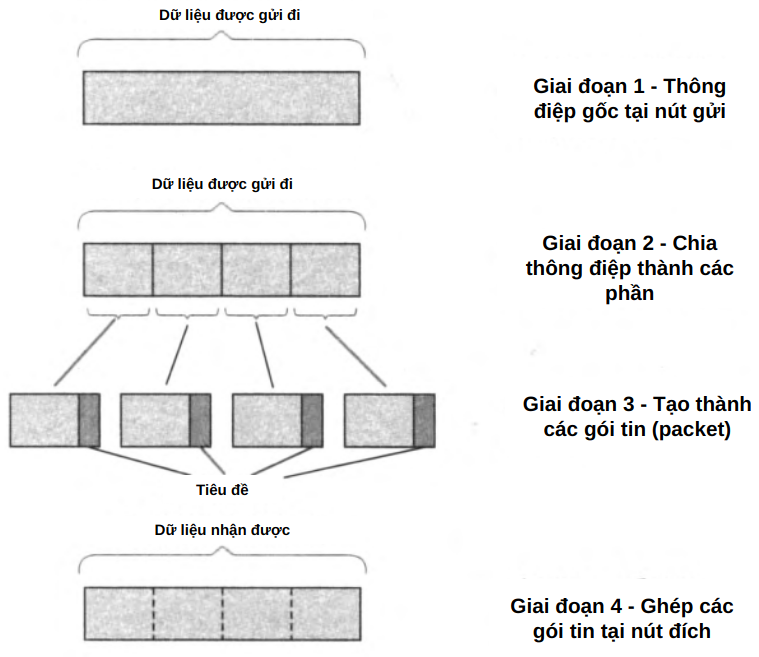 Dữ liệu được gửi đi
Giai đoạn 1 - Thông
điệp gốc tại nút gửi
Dữ liệu được gửi đi
Giai đoạn 2 - Chia
thông điệp thành các
phần
Giai đoạn 3 - Tạo thành
các gói tin (packet)
Tiêu đề
Dữ liệu nhận được
Giai đoạn 4 - Ghép các
gói tin tại nút đích